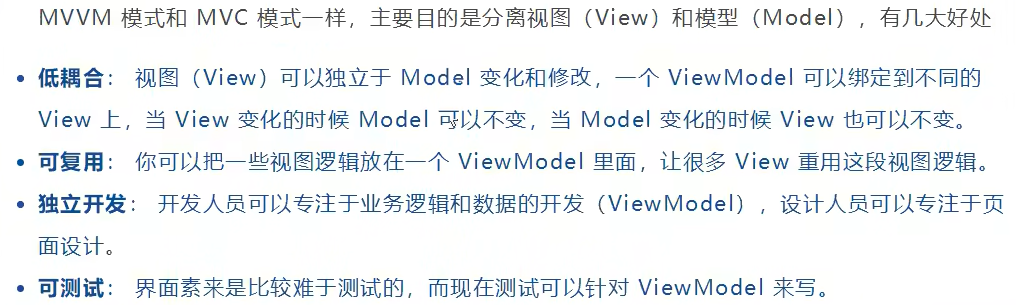 MVVM 模式和 MVC 模式一样，主要目的是分离视图（View）和模型（Model），有几大好处
• 低耦合： 视图（View）可以独立于 Model 变化和修改，一个 ViewModel 可以绑定到不同的
View 上，当 View 变化的时候 Model 可以不变，当 Model 变化的时候 View 也可以不变。
• 可复用： 你可以把一些视图逻辑放在一个 ViewModel 里面，让很多 View 重用这段视图逻辑。
• 独立开发： 开发人员可以专注于业务逻辑和数据的开发（ViewModel），设计人员可以专注于页
面设计。
• 可测试： 界面素来是比较难于测试的，而现在测试可以针对 ViewModel 来写。